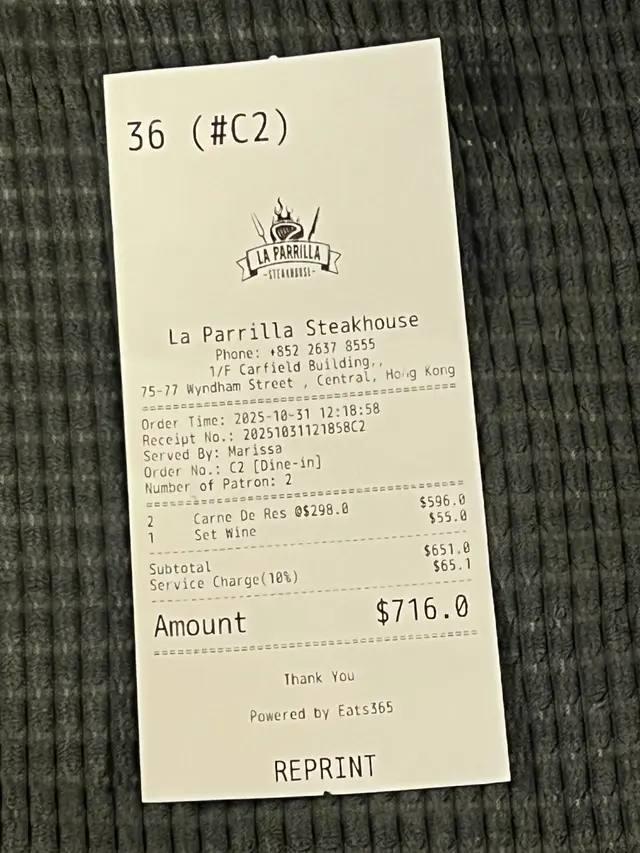 36 (#C2)
LA PARRILLA
-STEAKHOUSE-
La Parrilla Steakhouse
Phone: +852 2637 8555
1/F Carfield Building,,
75-77 Wyndham Street , Central, Hong Kong
Order Time: 2025-10-31 12:18:58
Receipt No.: 20251031121858C2
Served By: Marissa
Order No.: C2 [Dine-in]
Number of Patron: 2
2 Carne De Res @$298.0 $596.0
1 Set Wine $55.0
Subtotal $651.0
Service Charge(10%) $65.1
Amount $716.0
Thank You
Powered by Eats365
REPRINT